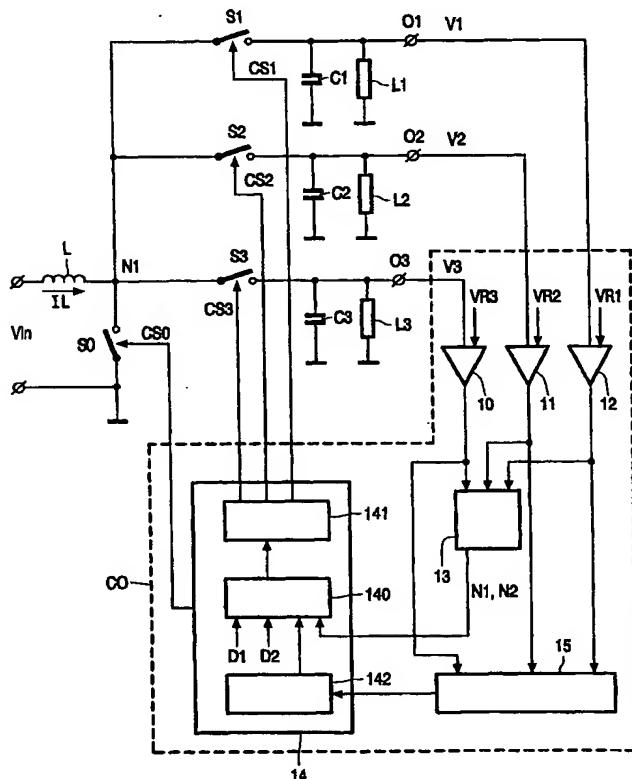 S1
O1
V1
CS1
C1
L1
S2
O2
V2
CS2
C2
L2
L
N1
S3
O3
V3
IL
CS3
C3
L3
VR3
VR2
VR1
Vin
S0
CS0
10
11
12
141
13
CO
140
N1, N2
D1
D2
15
142
14